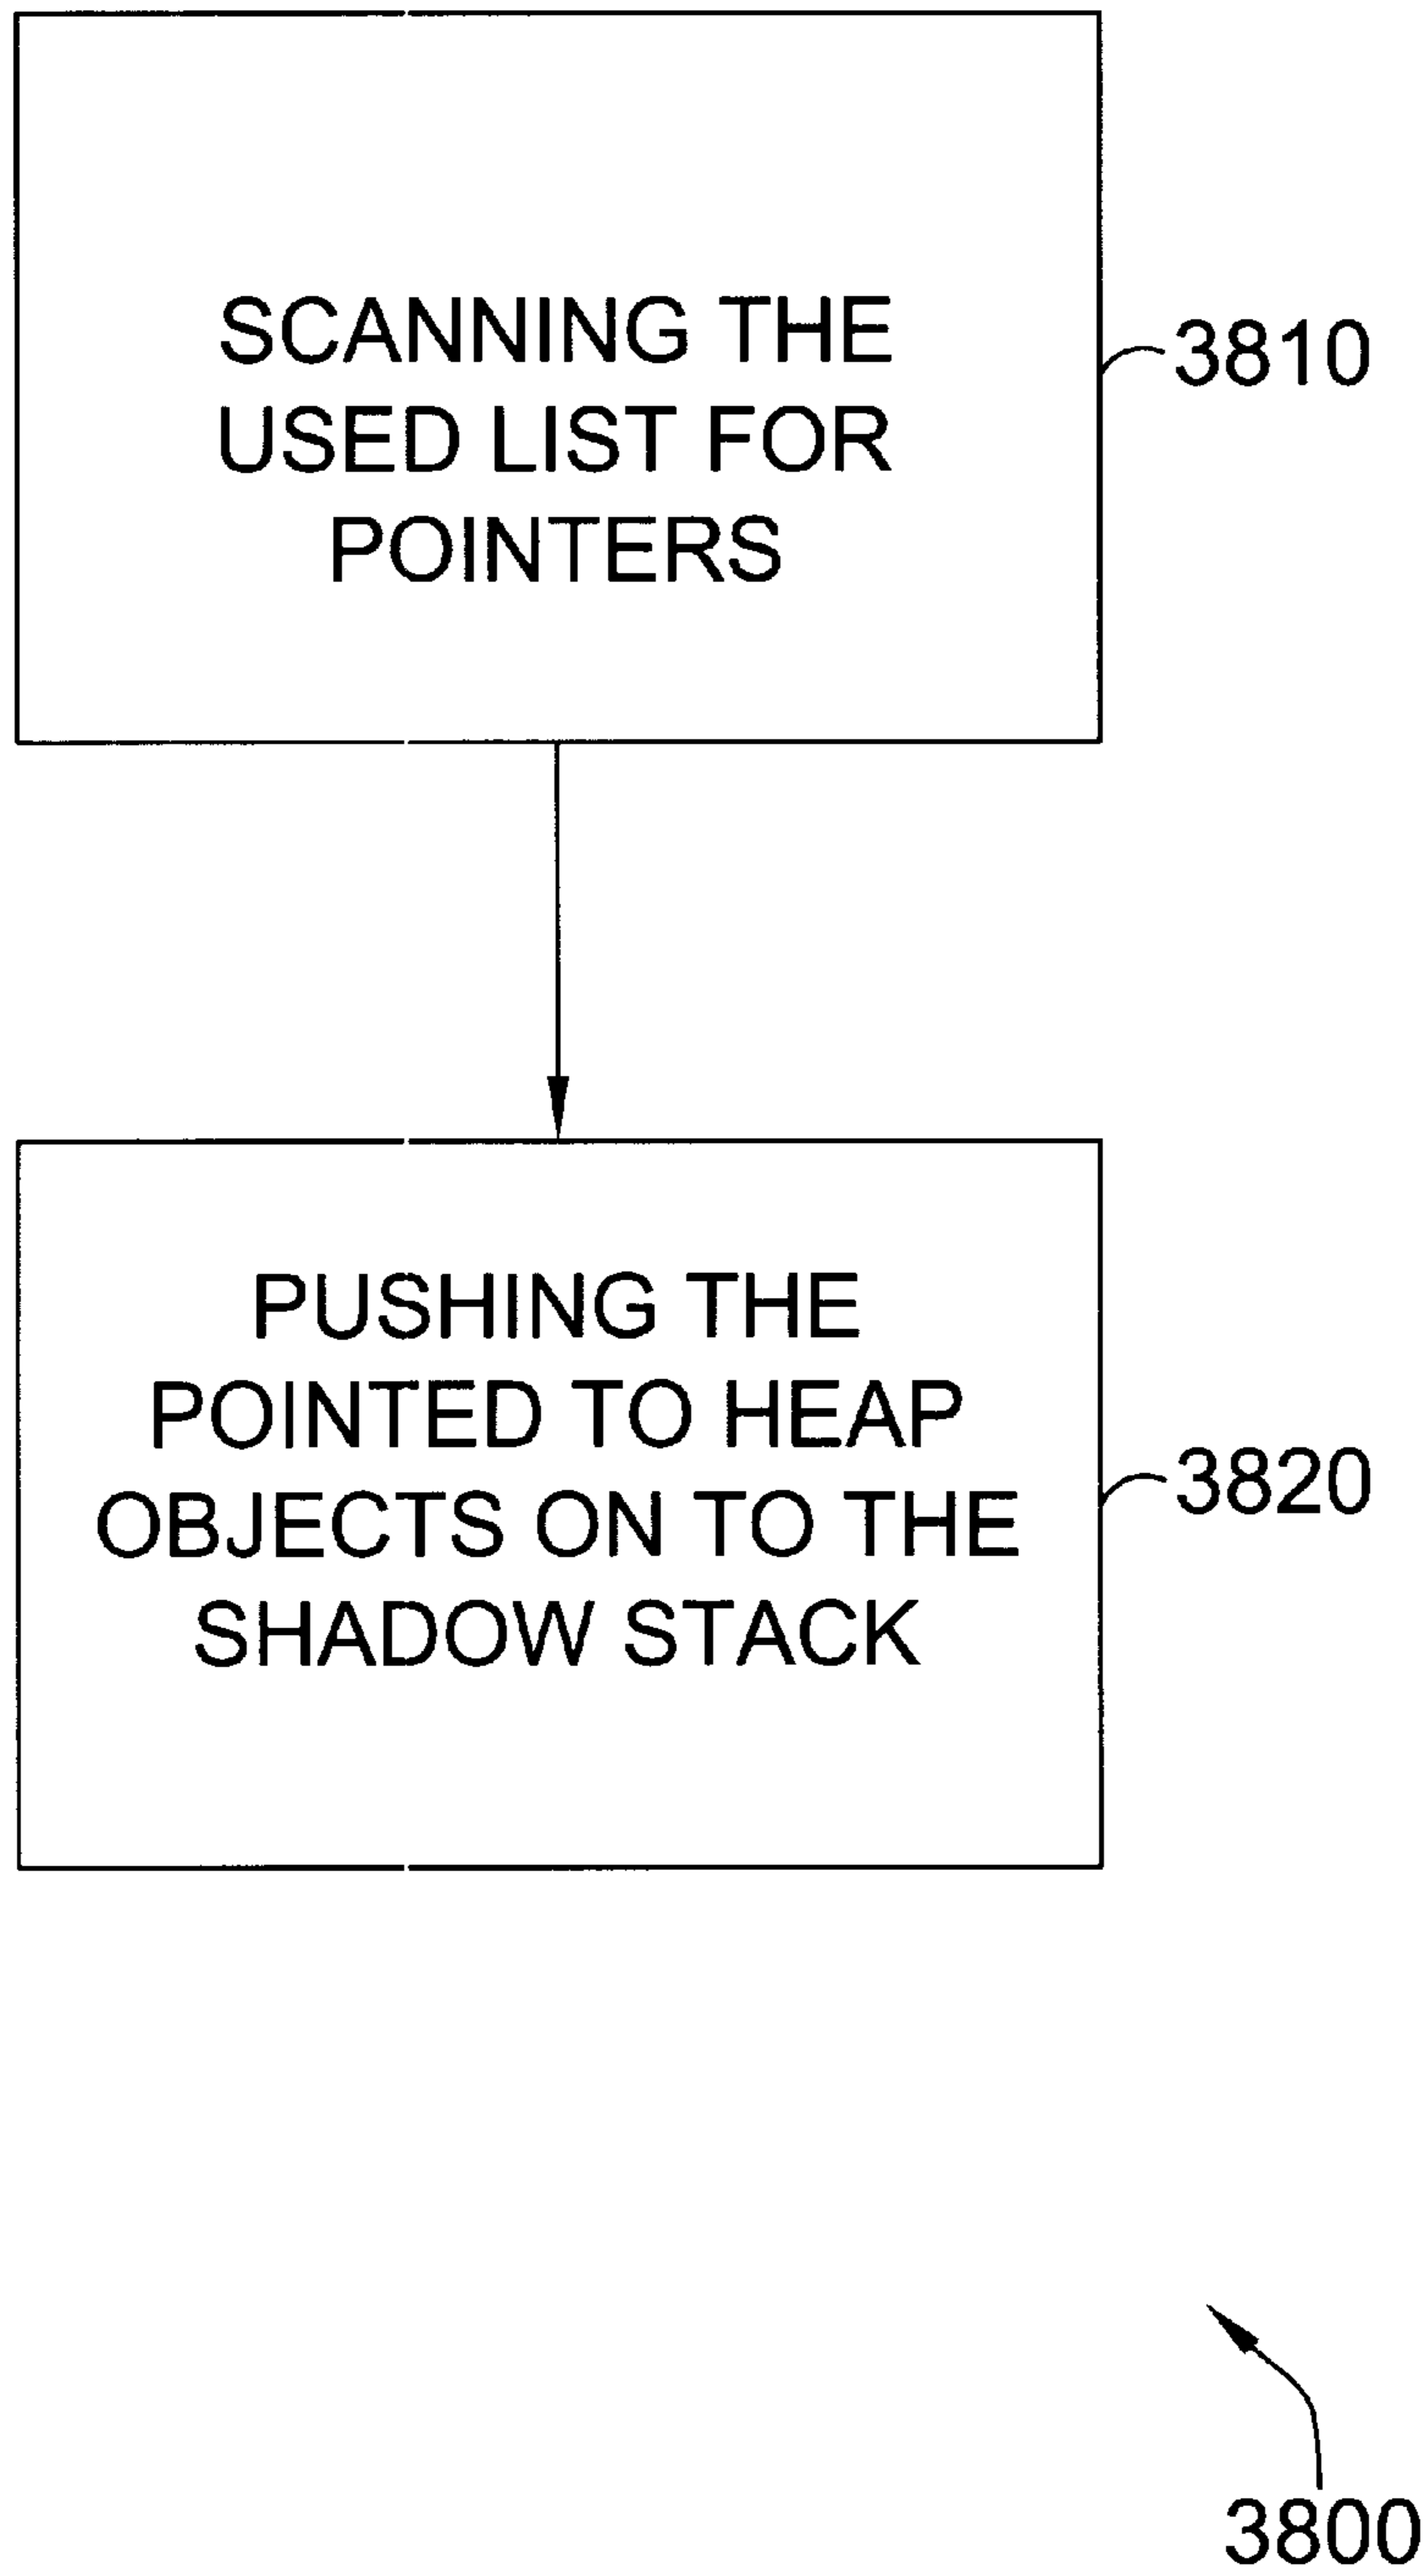 SCANNING THE
USED LIST FOR
POINTERS
3810
PUSHING THE
POINTED TO HEAP
OBJECTS ON TO THE
SHADOW STACK
3820
3800